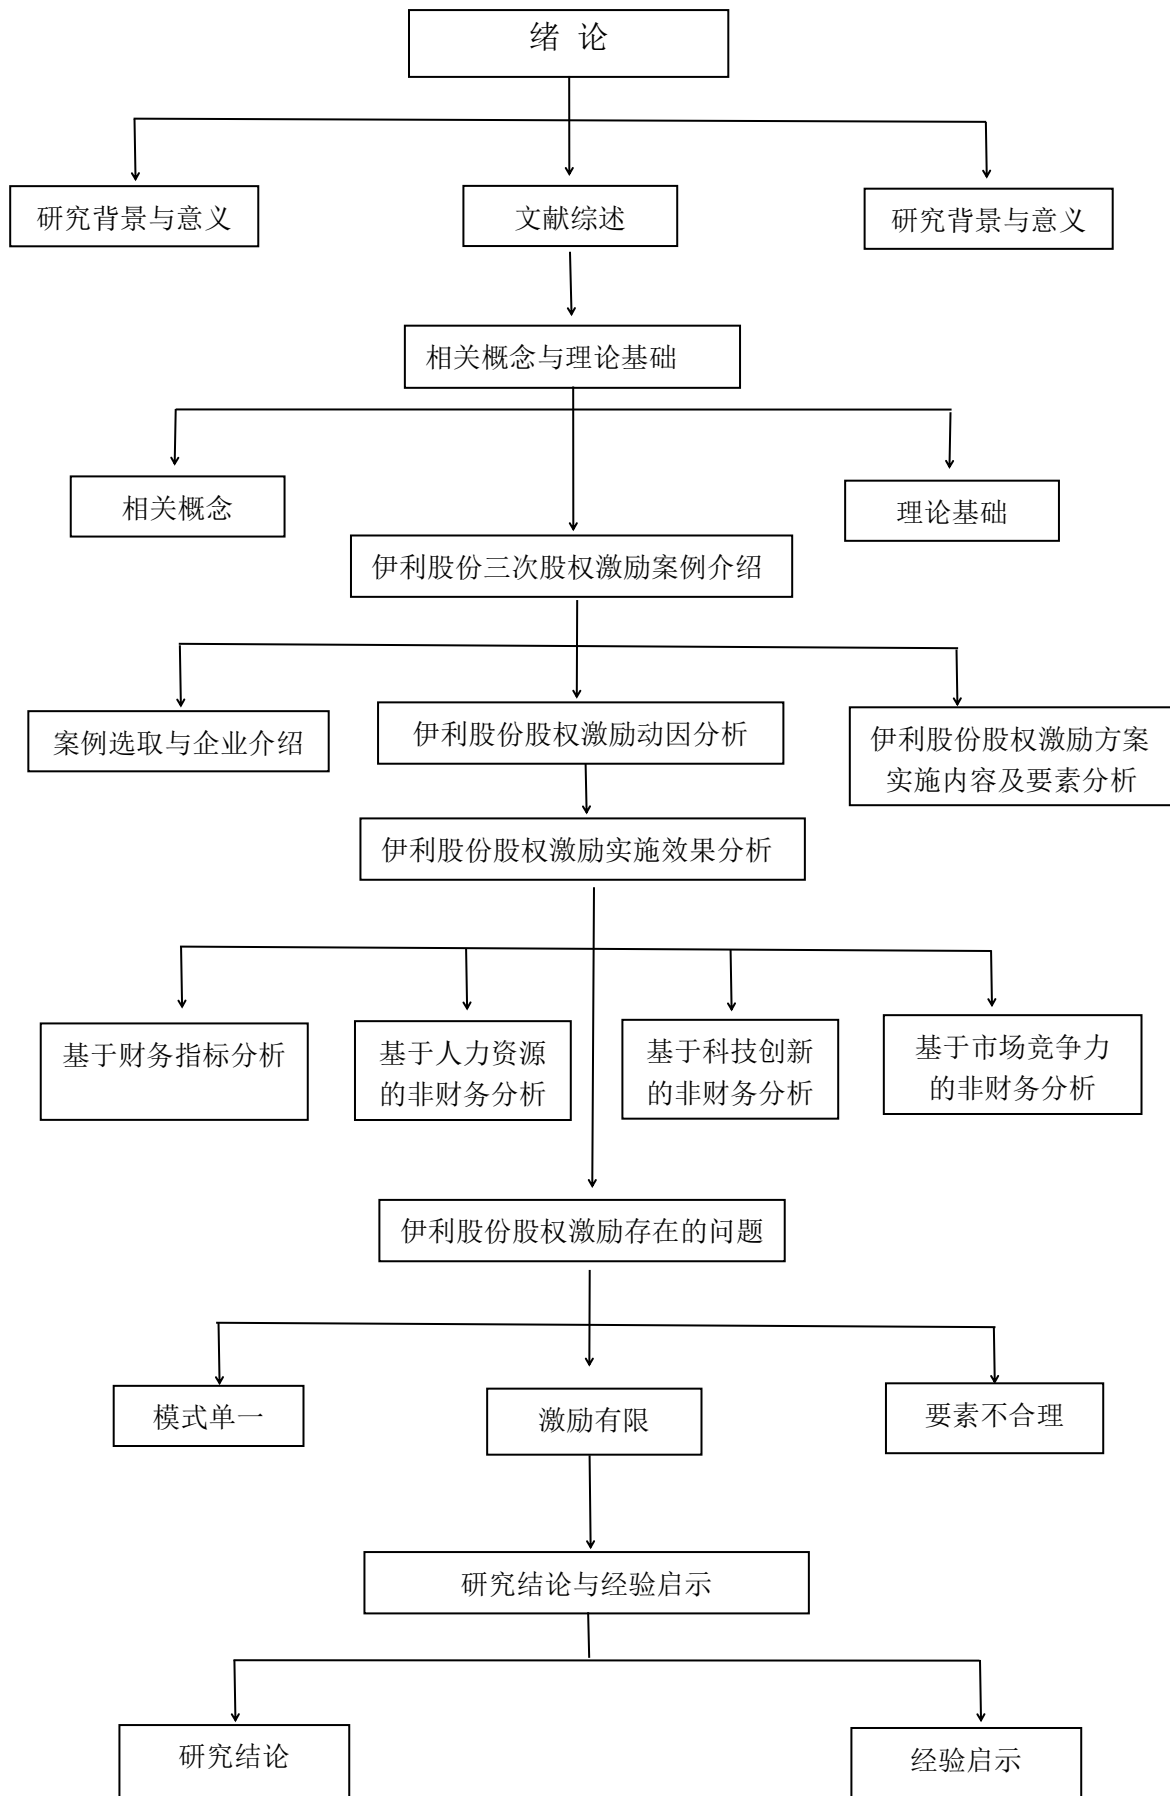 绪 论
研究背景与意义
文献综述
研究背景与意义
相关概念与理论基础
相关概念
理论基础
伊利股份三次股权激励案例介绍
案例选取与企业介绍
伊利股份股权激励动因分析
伊利股份股权激励方案
实施内容及要素分析
伊利股份股权激励实施效果分析
基于财务指标分析
基于人力资源
的非财务分析
基于科技创新
的非财务分析
基于市场竞争力
的非财务分析
伊利股份股权激励存在的问题
模式单一
激励有限
要素不合理
研究结论与经验启示
研究结论
经验启示